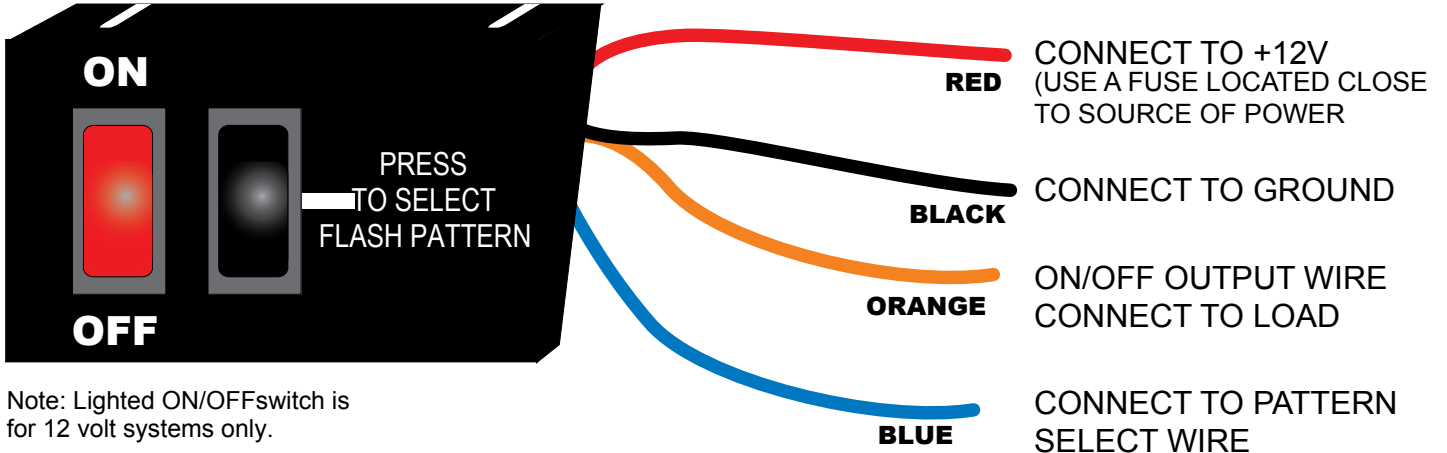 ON
OFF
PRESS
TO SELECT
FLASH PATTERN
RED
CONNECT TO +12V
(USE A FUSE LOCATED CLOSE
TO SOURCE OF POWER
BLACK
CONNECT TO GROUND
ORANGE
ON/OFF OUTPUT WIRE
CONNECT TO LOAD
BLUE
CONNECT TO PATTERN
SELECT WIRE
Note: Lighted ON/OFFswitch is
for 12 volt systems only.